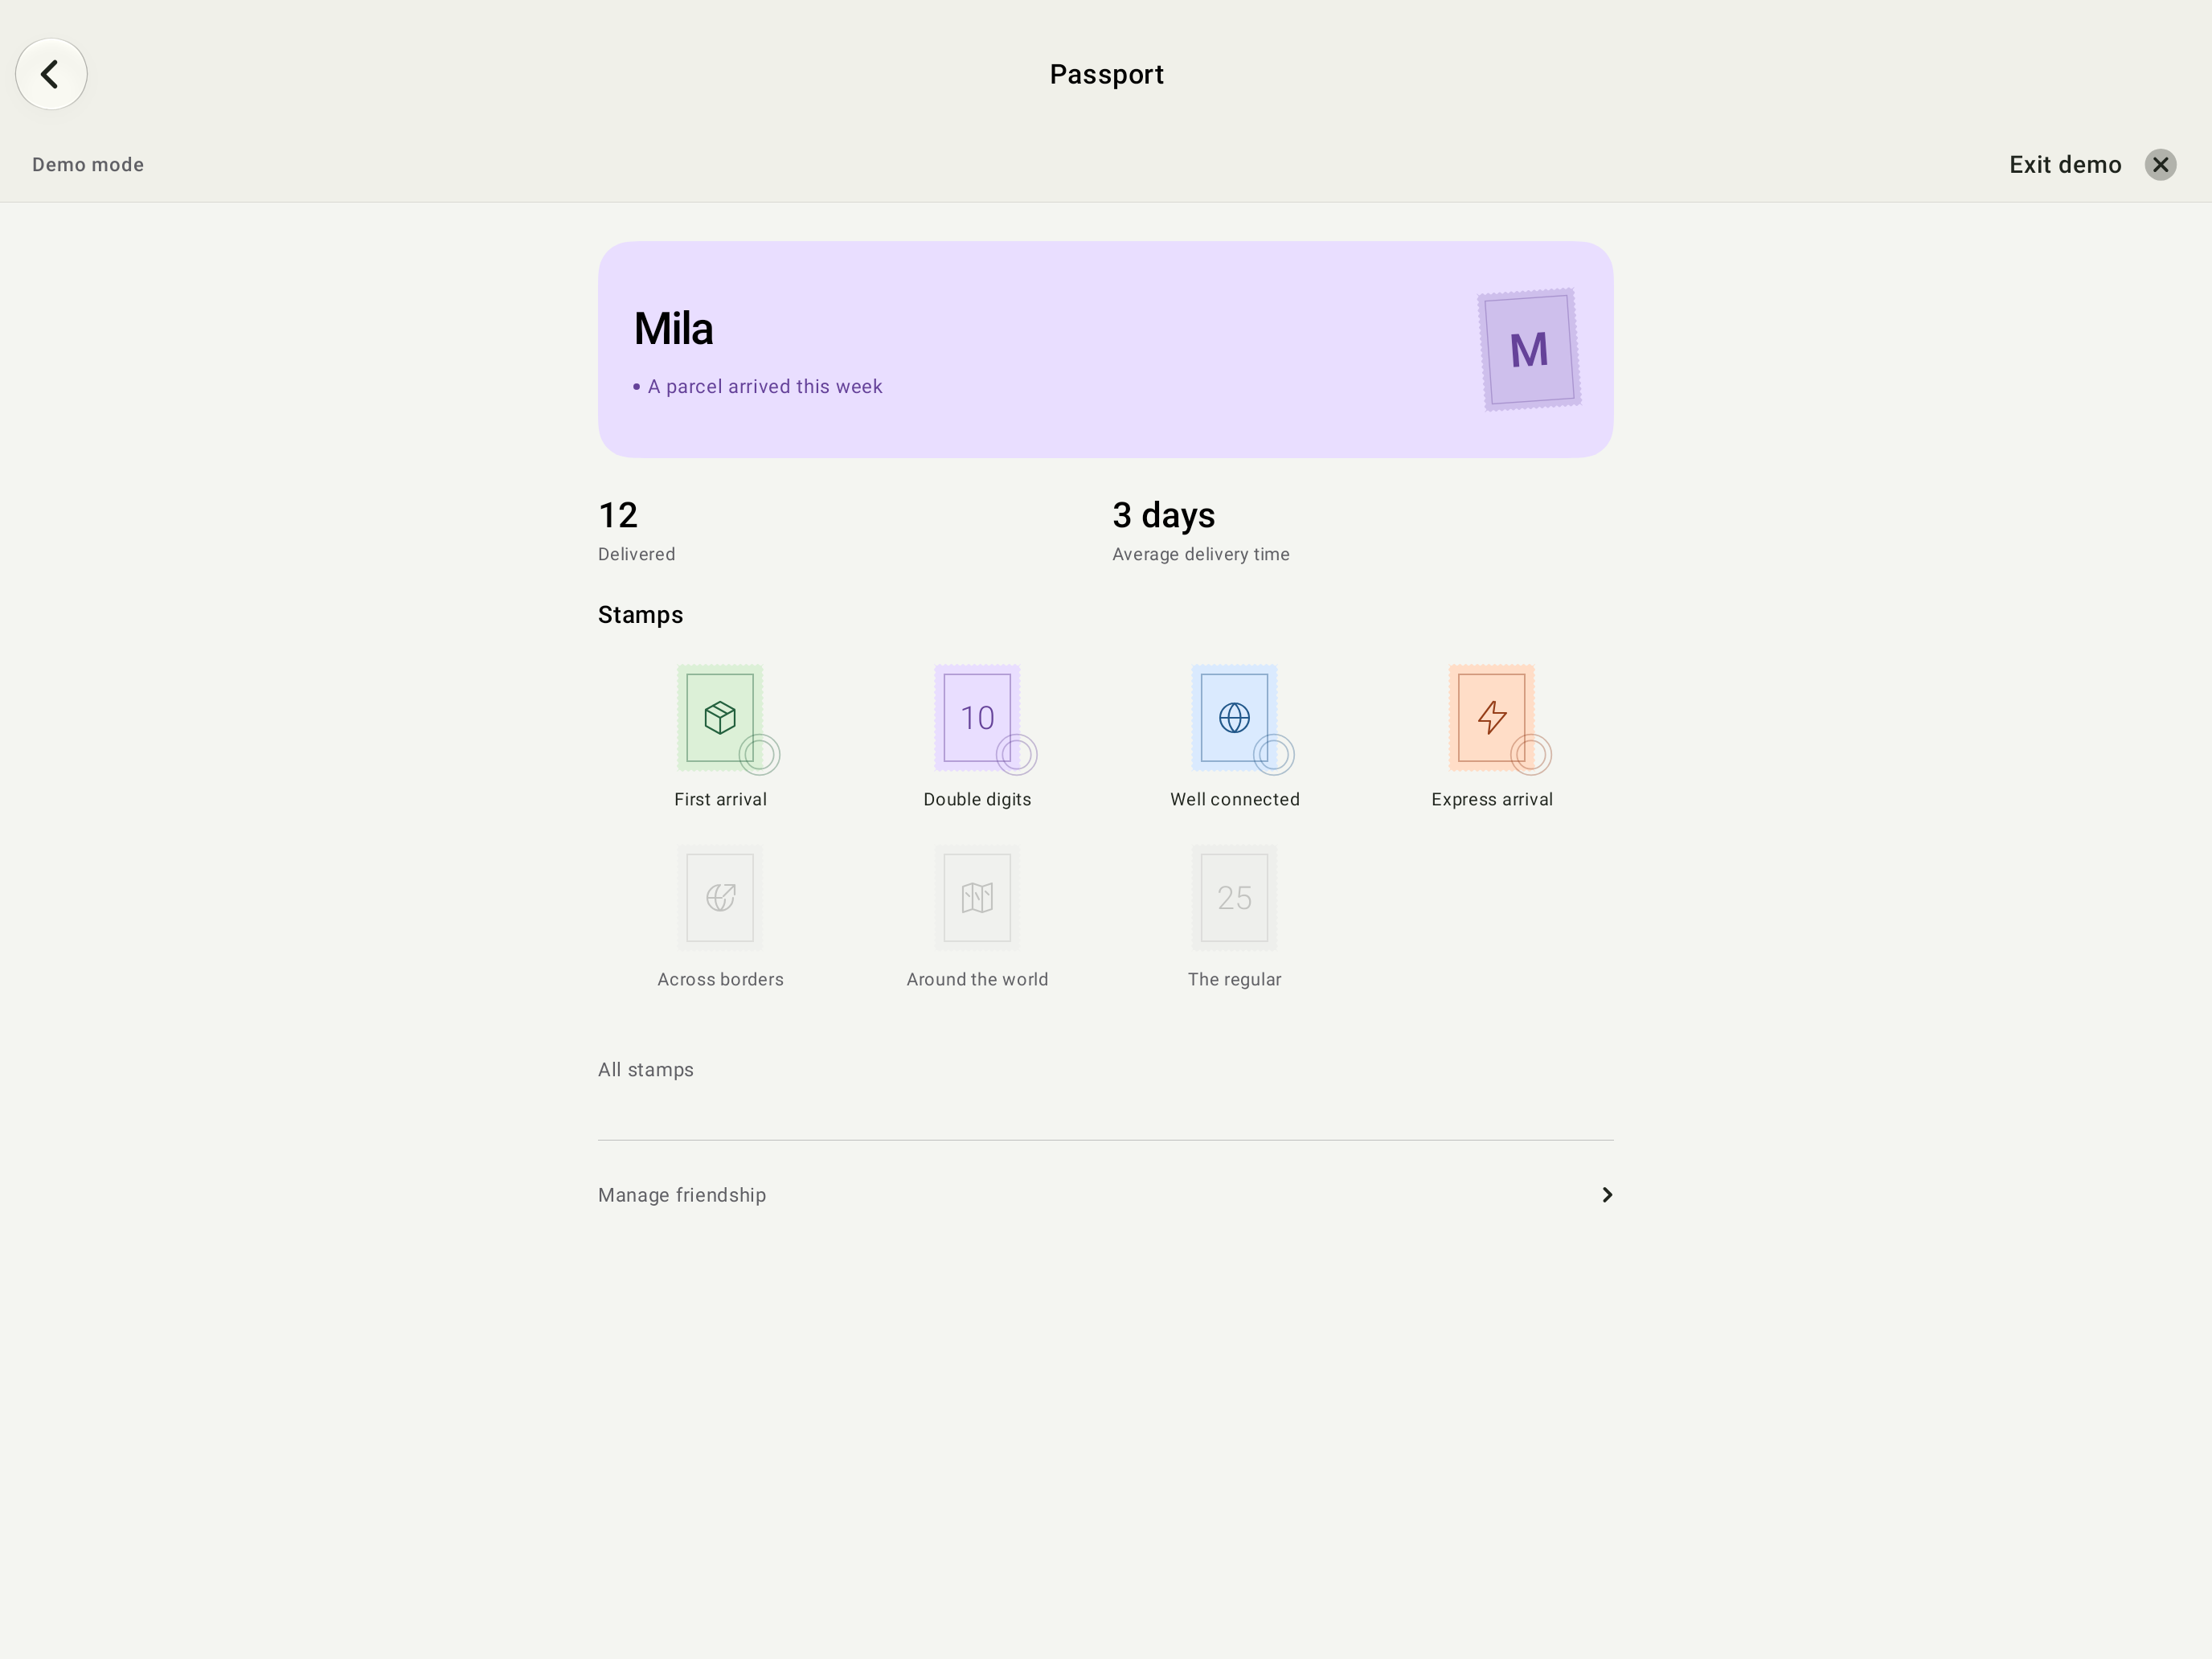 Passport
Demo mode
Exit demo
Mila
• A parcel arrived this week
M
12
Delivered
3 days
Average delivery time
Stamps
10
First arrival
Double digits
Well connected
Express arrival
25
Across borders
Around the world
The regular
All stamps
Manage friendship